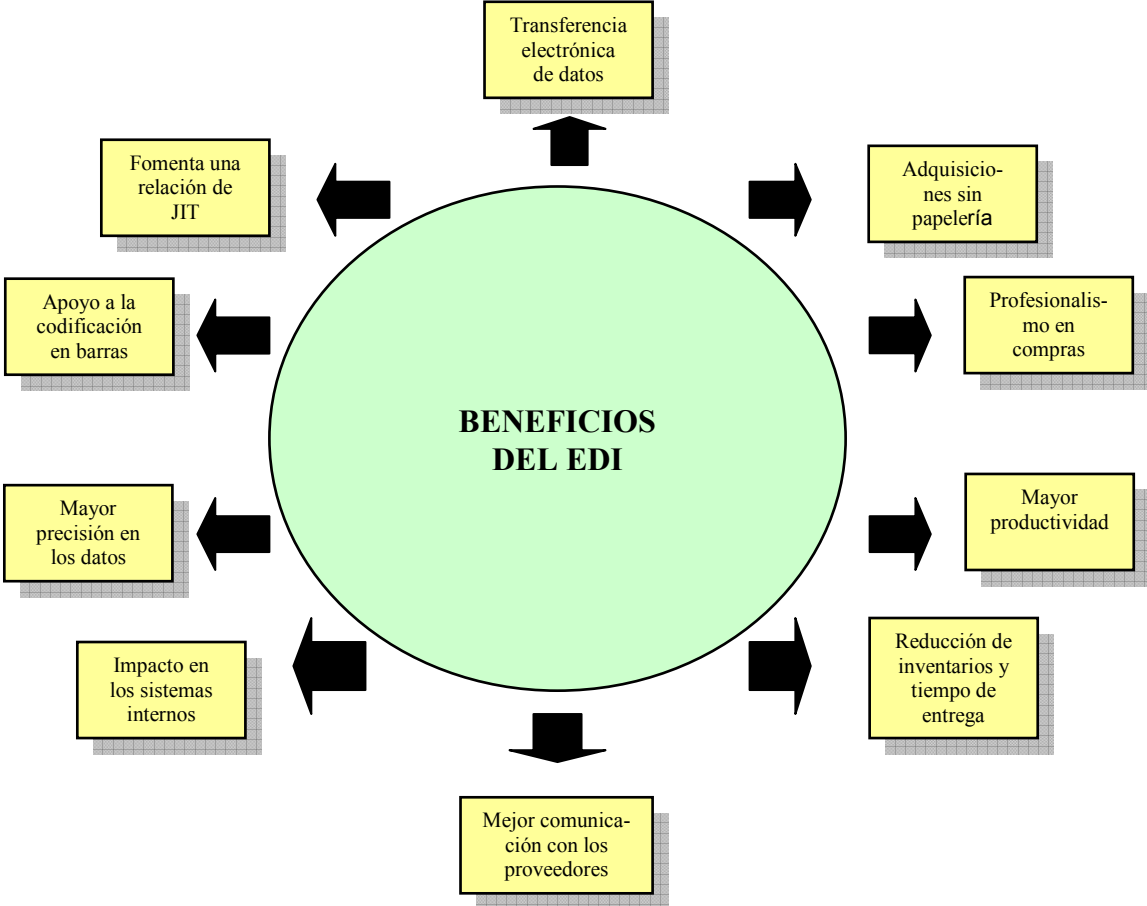 Transferencia
electrónica
de datos
Fomenta una
relación de
JIT
Adquisicio-
nes sin
papelería
Apoyo a la
codificación
en barras
Profesionalis-
mo en
compras
BENEFICIOS
DEL EDI
Mayor
precisión en
los datos
Mayor
productividad
Impacto en
los sistemas
internos
Reducción de
inventarios y
tiempo de
entrega
Mejor comunica-
ción con los
proveedores